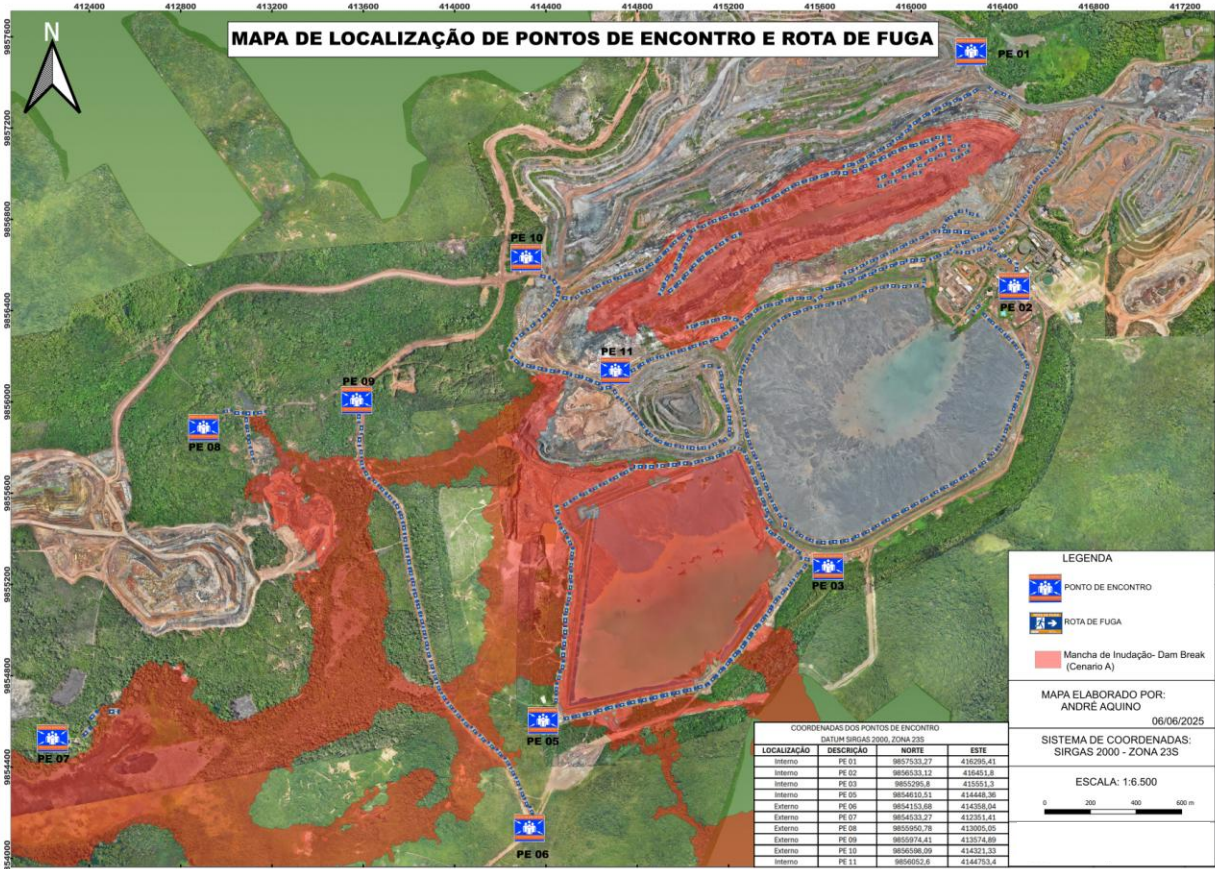 412400 412800 413200 413600 414000 414400 414800 415200 415600 416000 416400 416800 417200
N
MAPA DE LOCALIZAÇÃO DE PONTOS DE ENCONTRO E ROTA DE FUGA
9857600
9857200
9856800
9856400
9856000
9855600
9855200
9854800
9854400
9854000
PE 01
PE 10
PE 02
PE 11
PE 09
PE 08
PE 03
PE 05
PE 07
PE 06
LEGENDA
PONTO DE ENCONTRO
ROTA DE FUGA
Mancha de Inudação- Dam Break
(Cenario A)
MAPA ELABORADO POR:
ANDRÊ AQUINO
06/06/2025
SISTEMA DE COORDENADAS:
SIRGAS 2000 - ZONA 23S
ESCALA: 1:6.500
0 200 400 600 m
COORDENADAS DOS PONTOS DE ENCONTRO
DATUM SIRGAS 2000, ZONA 23S
LOCALIZAÇÃO DESCRIÇÃO NORTE ESTE
Interno PE 01 9857533,27 416295,41
Interno PE 02 9856533,12 416451,8
Interno PE 03 9855295,8 415551,3
Interno PE 05 9854610,51 414448,36
Externo PE 06 9854153,68 414358,04
Externo PE 07 9854533,27 412351,41
Externo PE 08 9855950,78 413005,05
Externo PE 09 9855974,41 413574,89
Externo PE 10 9856598,09 414321,33
Interno PE 11 9856052,6 4144753,4